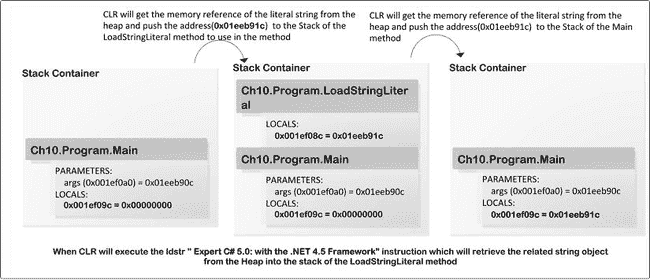 CLR will get the memory reference of the literal string from the
heap and push the address(0x01eeb91c) to the Stack of the
LoadStringLiteral method to use in the method
CLR will get the memory reference of the literal string from the
heap and push the address(0x01eeb91c) to the Stack of the Main
method
Stack Container
Ch10.Program.Main
PARAMETERS:
args (0x001ef0a0) = 0x01eeb90c
LOCALS:
0x001ef09c = 0x00000000
Stack Container
Ch10.Program.LoadStringLiter
al
LOCALS:
0x001ef08c = 0x01eeb91c
Ch10.Program.Main
PARAMETERS:
args (0x001ef0a0) = 0x01eeb90c
LOCALS:
0x001ef09c = 0x00000000
Stack Container
Ch10.Program.Main
PARAMETERS:
args (0x001ef0a0) = 0x01eeb90c
LOCALS:
0x001ef09c = 0x01eeb91c
When CLR will execute the ldstr " Expert C# 5.0: with the .NET 4.5 Framework" instruction which will retrieve the related string object
from the Heap into the stack of the LoadStringLiteral method